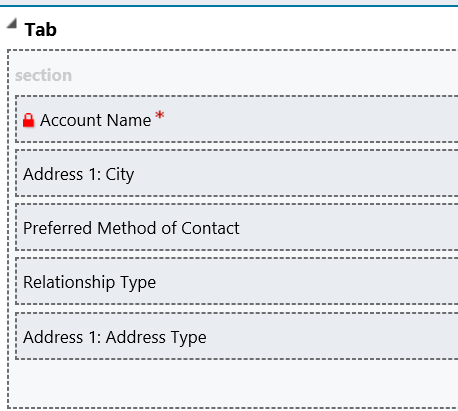 Tab
section
Account Name *
Address 1: City
Preferred Method of Contact
Relationship Type
Address 1: Address Type